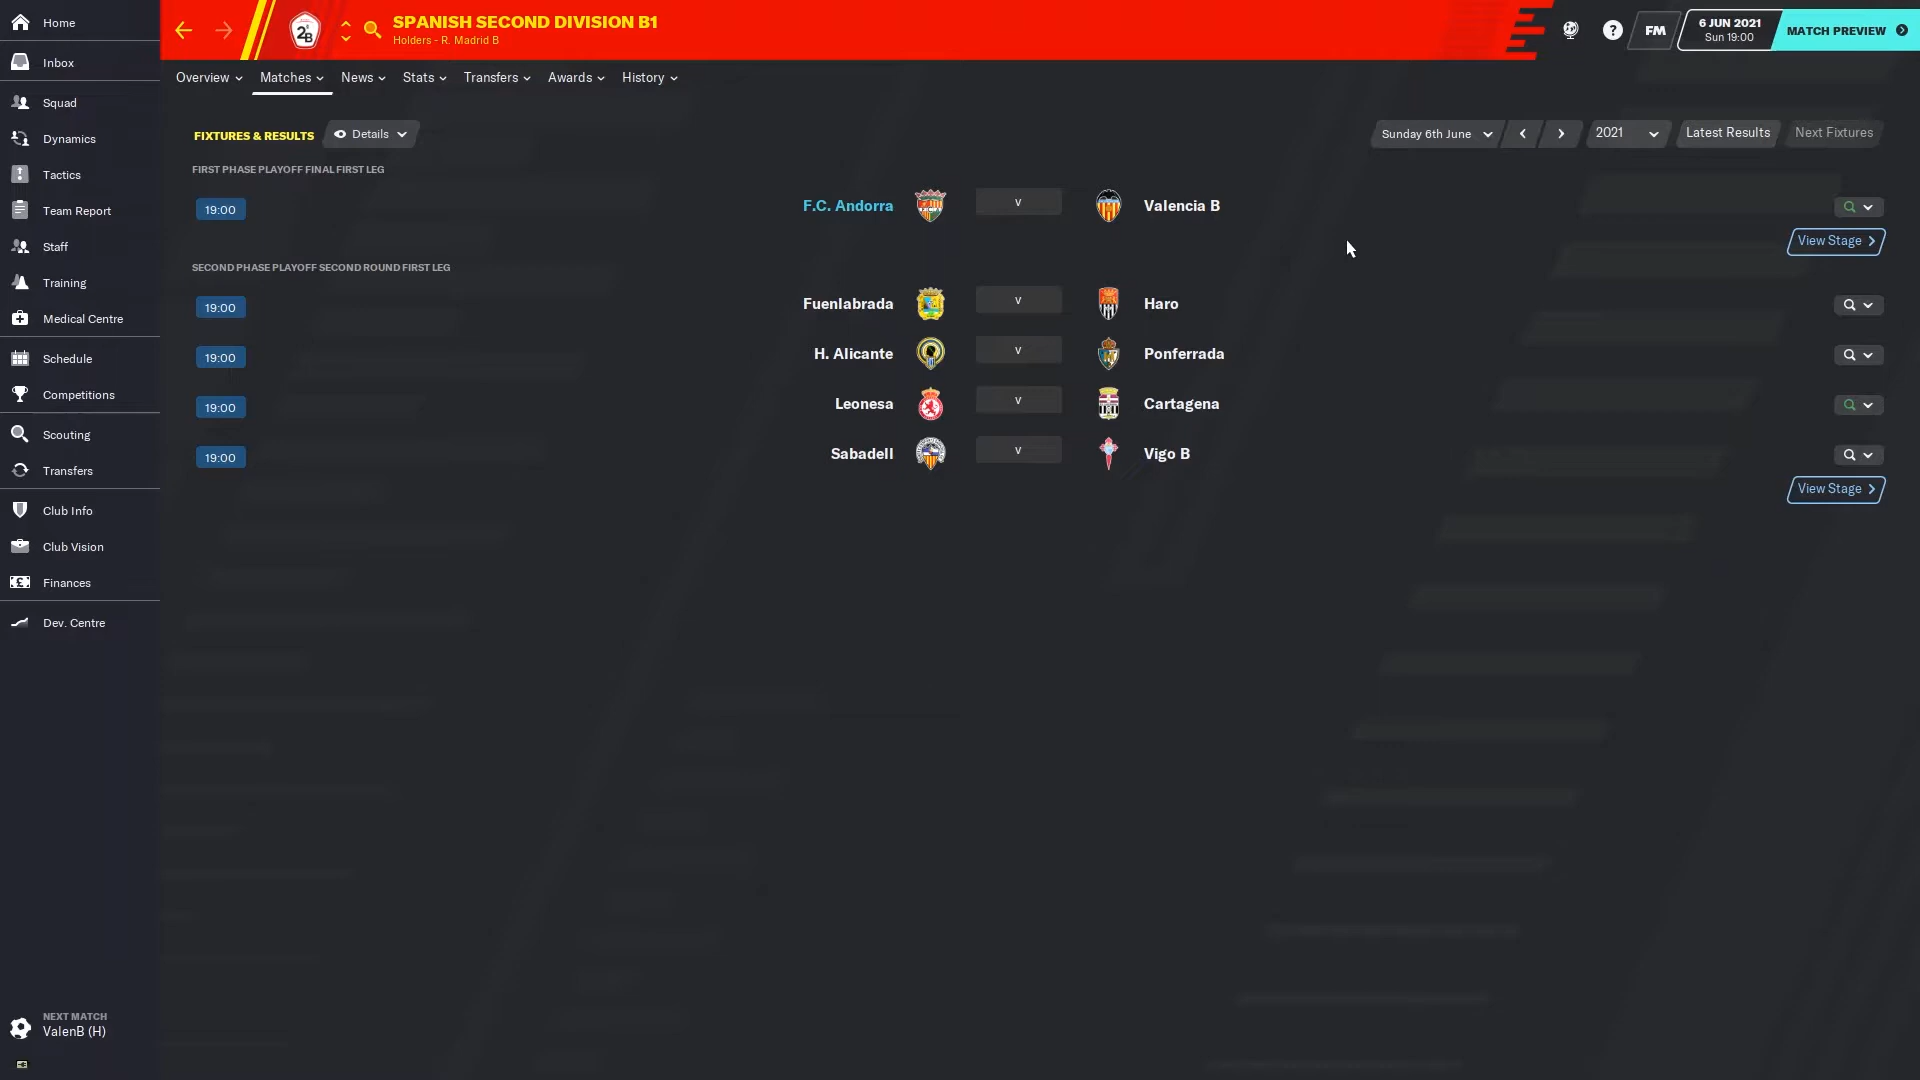 Home
Inbox
Squad
Dynamics
Tactics
Team Report
Staff
Training
Medical Centre
Schedule
Competitions
Scouting
Transfers
Club Info
Club Vision
Finances
Dev. Centre
NEXT MATCH
ValenB (H)
2B
SPANISH SECOND DIVISION B1
Holders - R. Madrid B
?
FM
6 JUN 2021
Sun 19:00
MATCH PREVIEW
Overview
Matches
News
Stats
Transfers
Awards
History
FIXTURES & RESULTS
Details
Sunday 6th June
2021
Latest Results
Next Fixtures
FIRST PHASE PLAYOFF FINAL FIRST LEG
19:00 F.C. Andorra v Valencia B
View Stage
SECOND PHASE PLAYOFF SECOND ROUND FIRST LEG
19:00 Fuenlabrada v Haro
19:00 H. Alicante v Ponferrada
19:00 Leonesa v Cartagena
19:00 Sabadell v Vigo B
View Stage